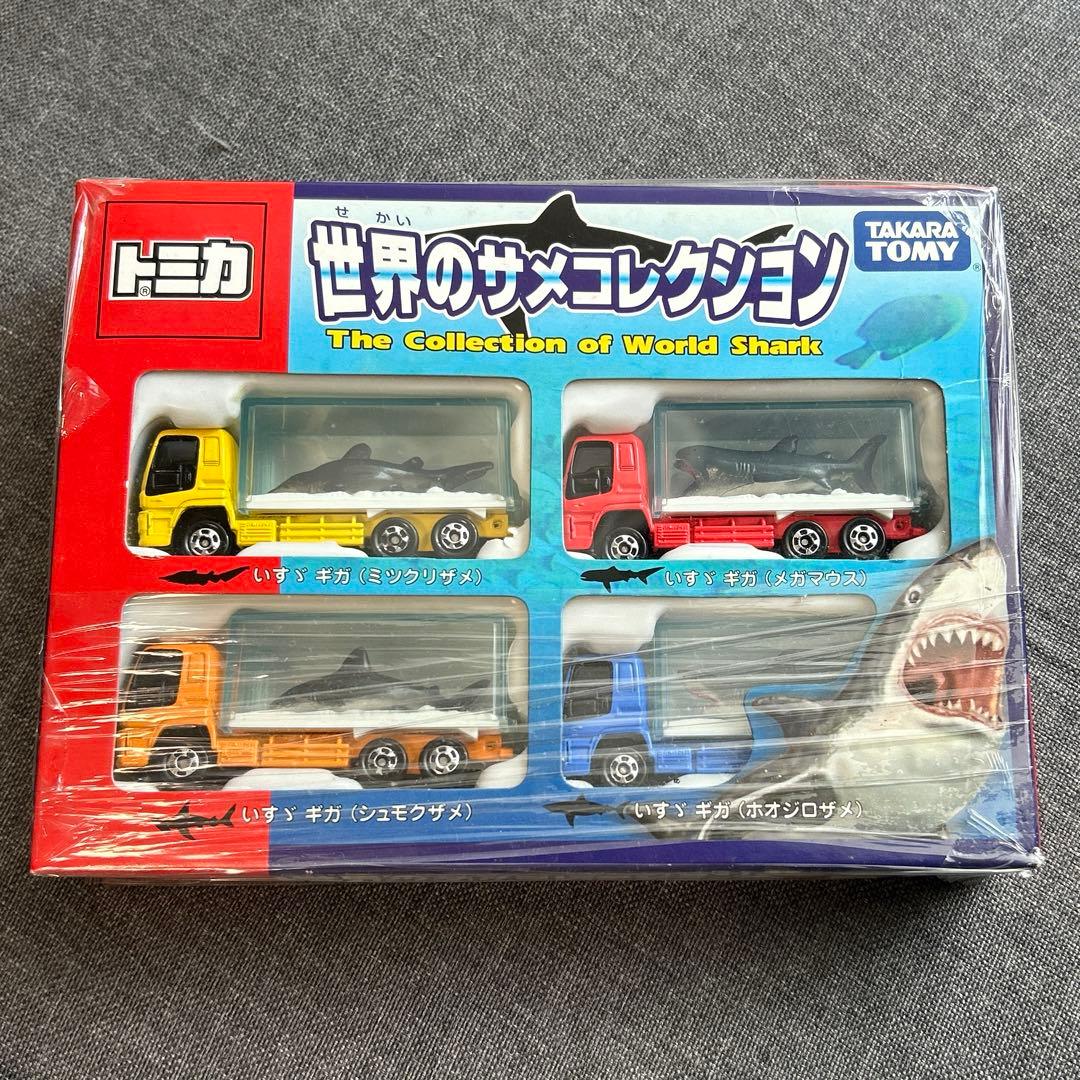 トミカ®
せ かい
世界のサメコレクション
The Collection of World Shark
TAKARA
TOMY®
いすゞ ギガ(ミツクリザメ)
いすゞ ギガ(メガマウス)
いすゞ ギガ(シュモクザメ)
いすゞ ギガ(ホオジロザメ)